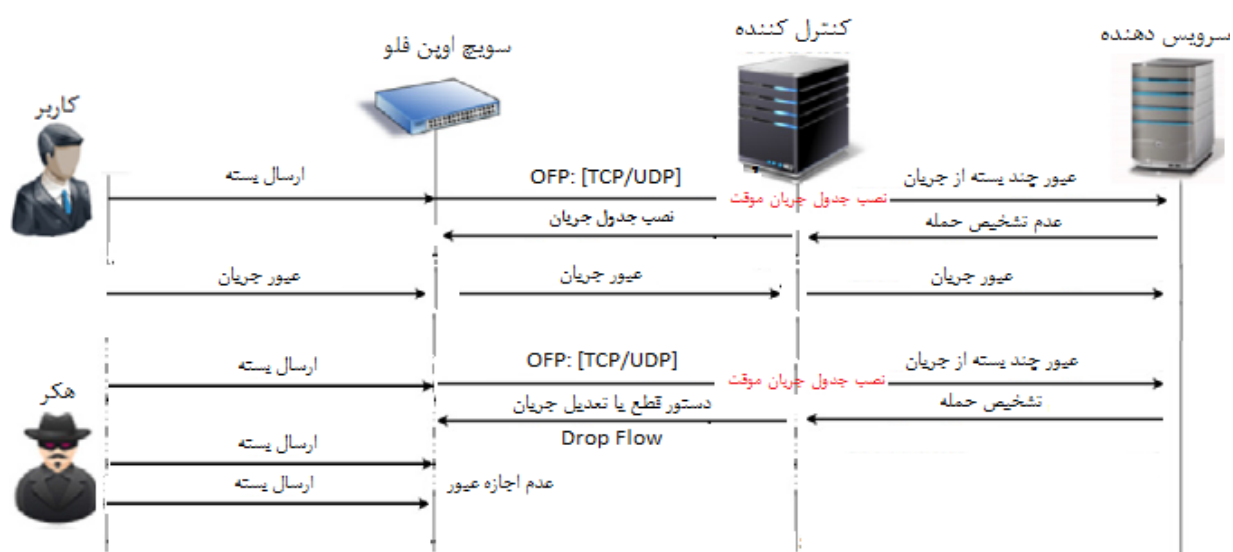 سرویس دهنده
کنترل کننده
سویچ اوپن فلو
کاربر
ارسال بسته
OFP: [TCP/UDP]
نصب جدول جریان موقت
عبور چند بسته از جریان
نصب جدول جریان
عدم تشخیص حمله
عبور جریان
عبور جریان
عبور جریان
هکر
ارسال بسته
OFP: [TCP/UDP]
نصب جدول جریان موقت
عبور چند بسته از جریان
دستور قطع یا تعدیل جریان
Drop Flow
تشخیص حمله
ارسال بسته
ارسال بسته
عدم اجازه عبور